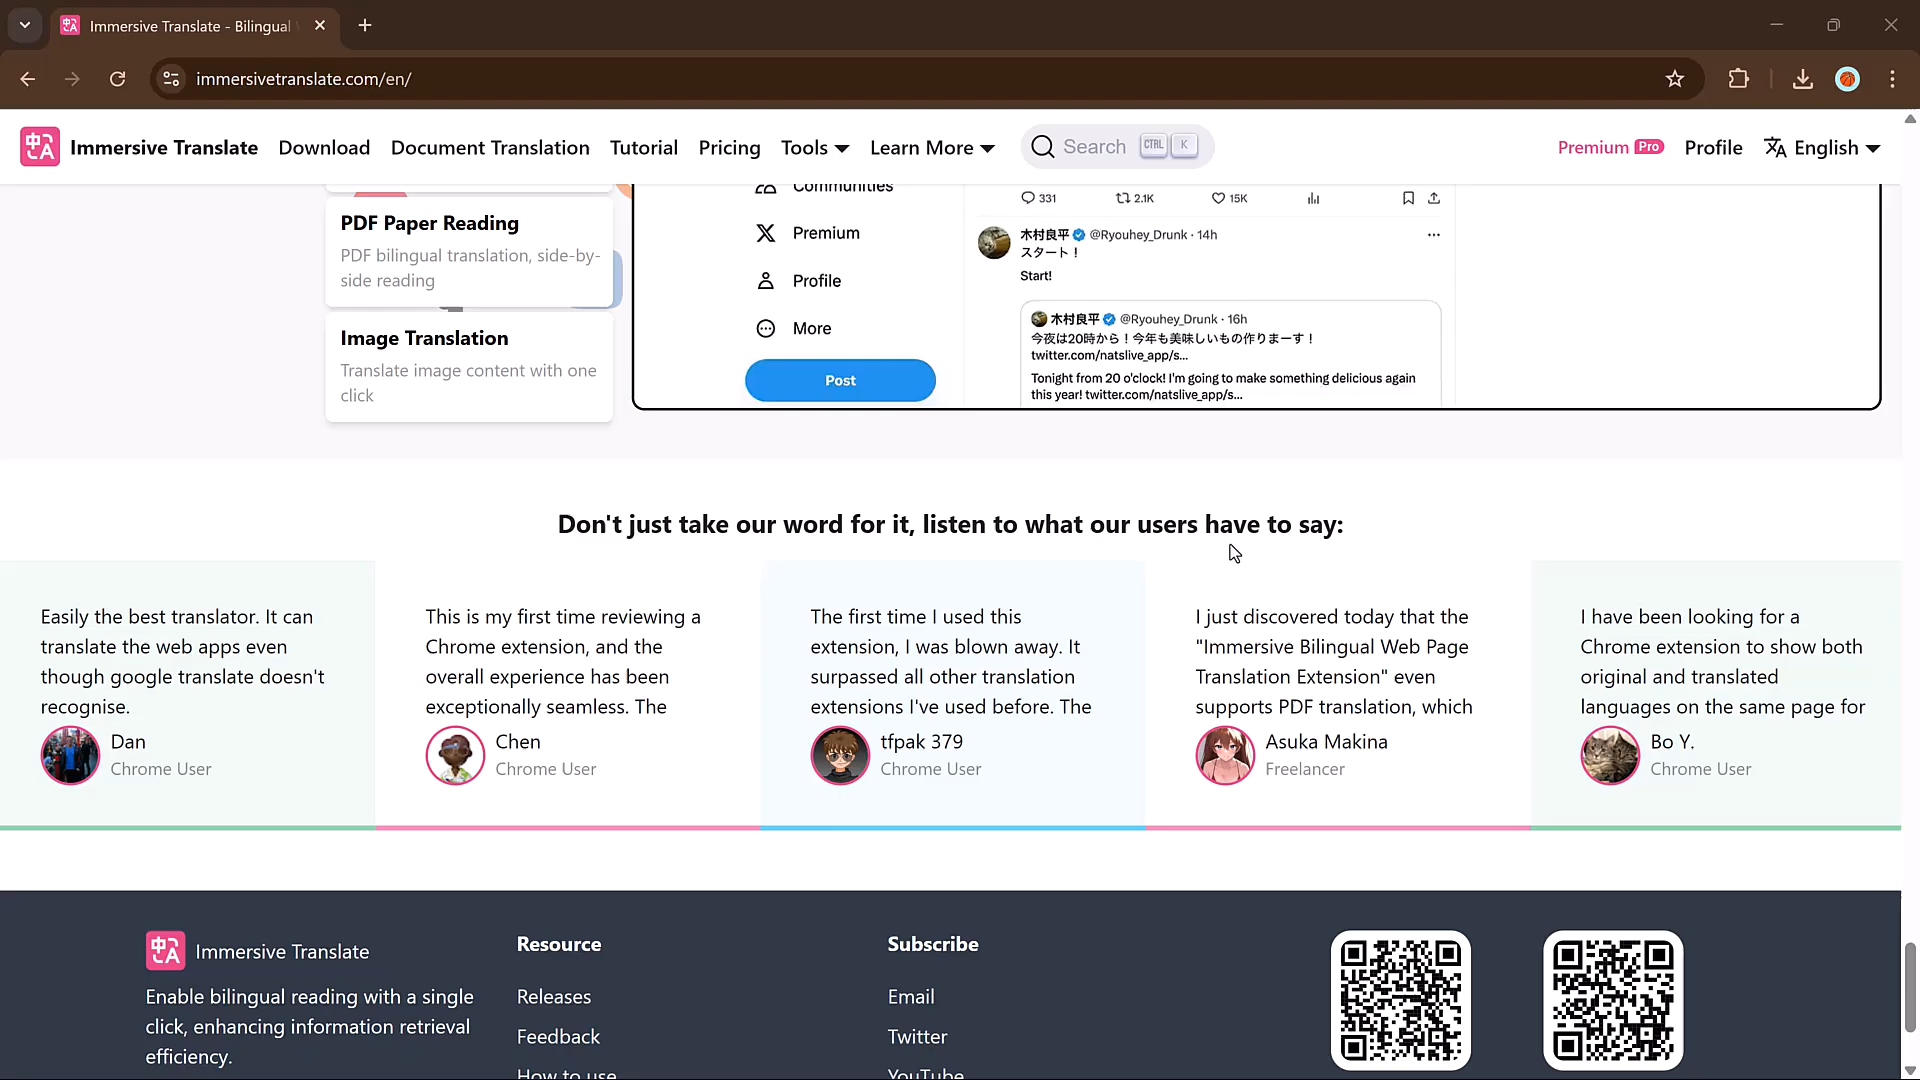 Immersive Translate - Bilingual
immersivetranslate.com/en/
Immersive Translate
Download
Document Translation
Tutorial
Pricing
Tools
Learn More
Search
CTRL
K
Premium
Pro
Profile
English
PDF Paper Reading
PDF bilingual translation, side-by-
side reading
Image Translation
Translate image content with one
click
Communities
Premium
Profile
More
Post
331
2.1K
15K
木村良平 @Ryouhey_Drunk · 14h
スタート！
Start!
木村良平 @Ryouhey_Drunk · 16h
今夜は20時から！今年も美味しいもの作りまーす！
twitter.com/natslive_app/s...
Tonight from 20 o'clock! I'm going to make something delicious again
this year! twitter.com/natslive_app/s...
Don't just take our word for it, listen to what our users have to say:
Easily the best translator. It can
translate the web apps even
though google translate doesn't
recognise.
Dan
Chrome User
This is my first time reviewing a
Chrome extension, and the
overall experience has been
exceptionally seamless. The
Chen
Chrome User
The first time I used this
extension, I was blown away. It
surpassed all other translation
extensions I've used before. The
tfpak 379
Chrome User
I just discovered today that the
"Immersive Bilingual Web Page
Translation Extension" even
supports PDF translation, which
Asuka Makina
Freelancer
I have been looking for a
Chrome extension to show both
original and translated
languages on the same page for
Bo Y.
Chrome User
中A
Immersive Translate
Enable bilingual reading with a single
click, enhancing information retrieval
efficiency.
Resource
Releases
Feedback
How to use
Subscribe
Email
Twitter
YouTube